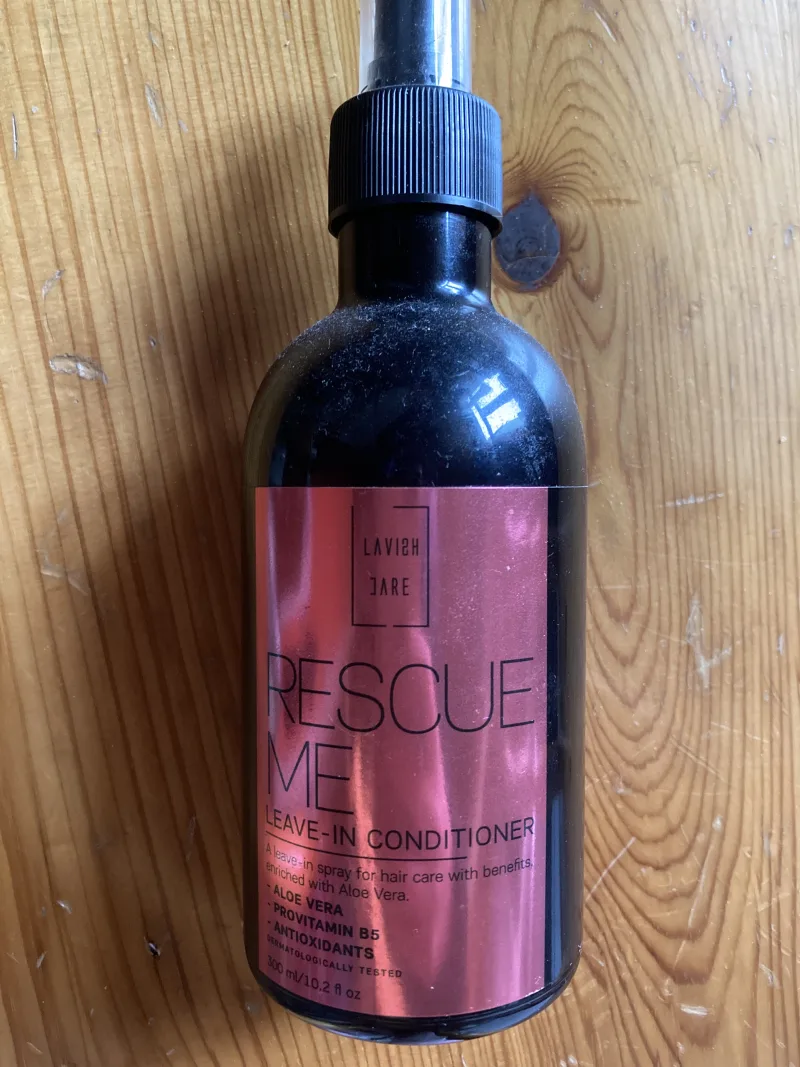 LAVISH
CARE
RESCUE
ME
LEAVE-IN CONDITIONER
A leave-in spray for hair care with benefits,
enriched with Aloe Vera.
- ALOE VERA
- PROVITAMIN B5
- ANTIOXIDANTS
DERMATOLOGICALLY TESTED
300 ml/10.2 fl oz